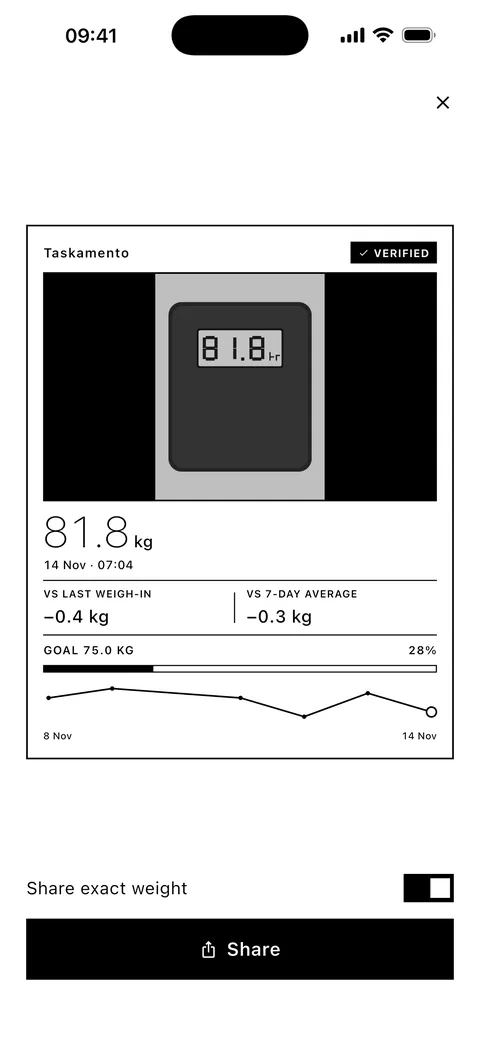 09:41
Taskamento
VERIFIED
81.8
81.8 kg
14 Nov · 07:04
VS LAST WEIGH-IN
−0.4 kg
VS 7-DAY AVERAGE
−0.3 kg
GOAL 75.0 KG
28%
8 Nov
14 Nov
Share exact weight
Share